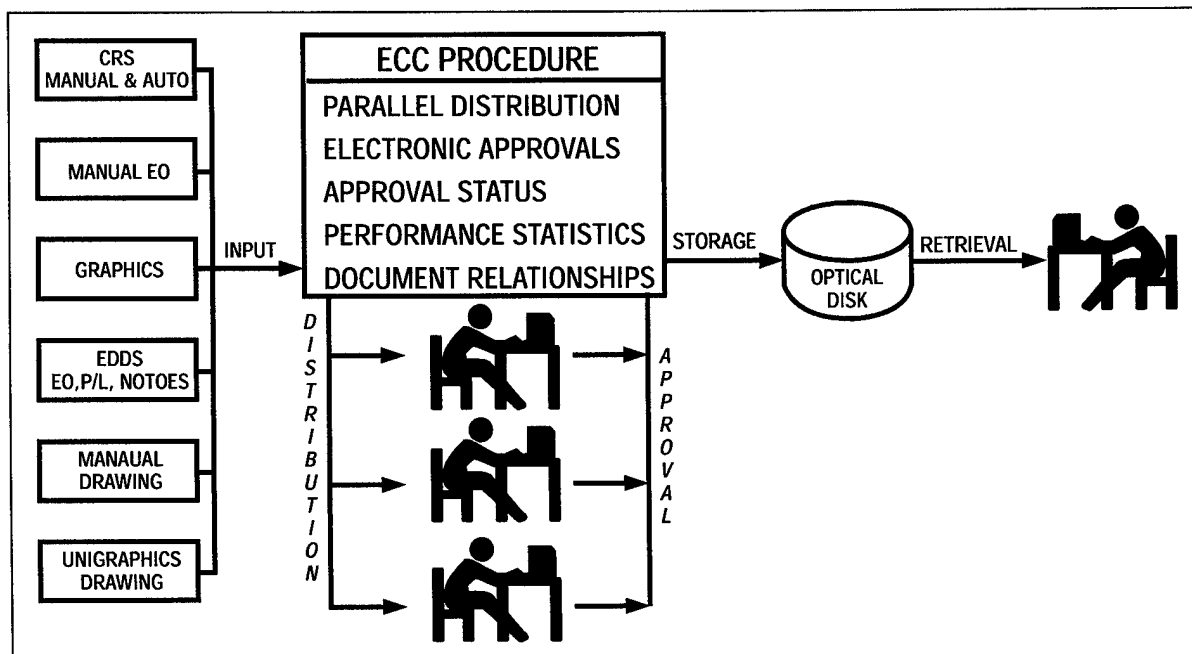 CRS
MANUAL & AUTO
MANUAL EO
GRAPHICS
EDDS
EO,P/L, NOTOES
MANAUAL
DRAWING
UNIGRAPHICS
DRAWING
INPUT
ECC PROCEDURE
PARALLEL DISTRIBUTION
ELECTRONIC APPROVALS
APPROVAL STATUS
PERFORMANCE STATISTICS
DOCUMENT RELATIONSHIPS
DISTRIBUTION
APPROVAL
STORAGE
OPTICAL
DISK
RETRIEVAL